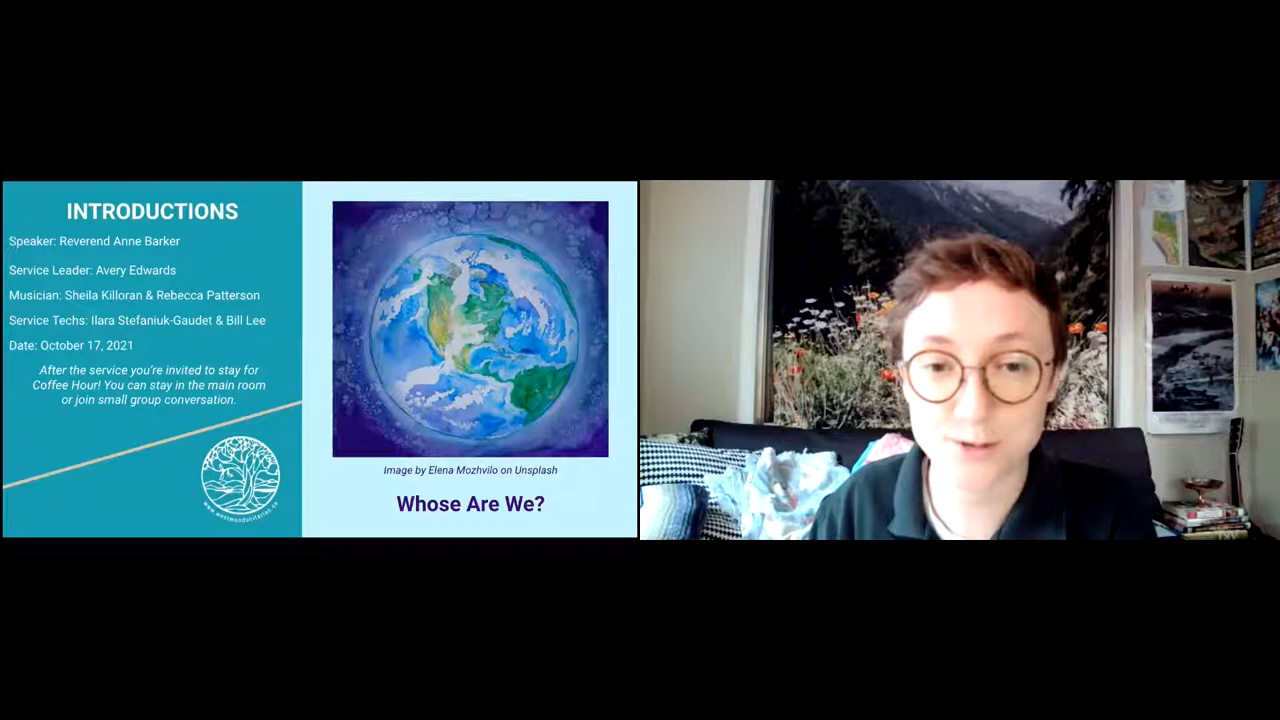 INTRODUCTIONS
Speaker: Reverend Anne Barker
Service Leader: Avery Edwards
Musician: Sheila Killoran & Rebecca Patterson
Service Techs: Ilara Stefaniuk-Gaudet & Bill Lee
Date: October 17, 2021
After the service you're invited to stay for
Coffee Hour! You can stay in the main room
or join small group conversation.
www.westwoodunitarian.ca
Image by Elena Mozhvilo on Unsplash
Whose Are We?